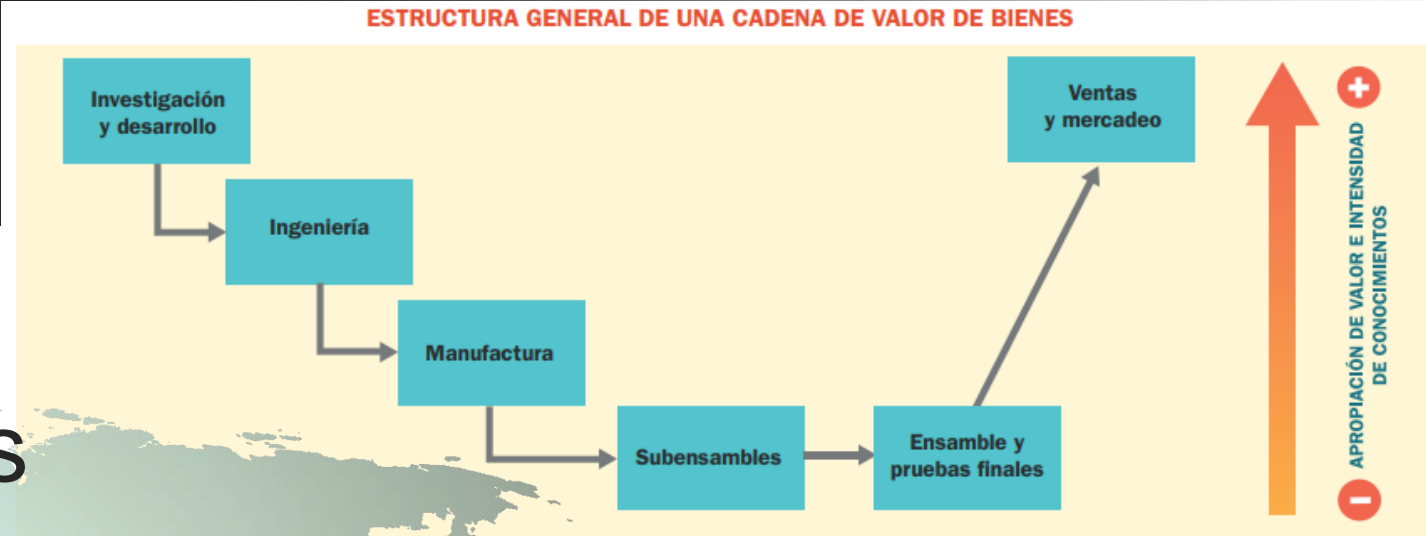 ESTRUCTURA GENERAL DE UNA CADENA DE VALOR DE BIENES
Investigación
y desarrollo
Ingeniería
Manufactura
Subensambles
Ensamble y
pruebas finales
Ventas
y mercadeo
+
APROPIACIÓN DE VALOR E INTENSIDAD
DE CONOCIMIENTOS
−
s